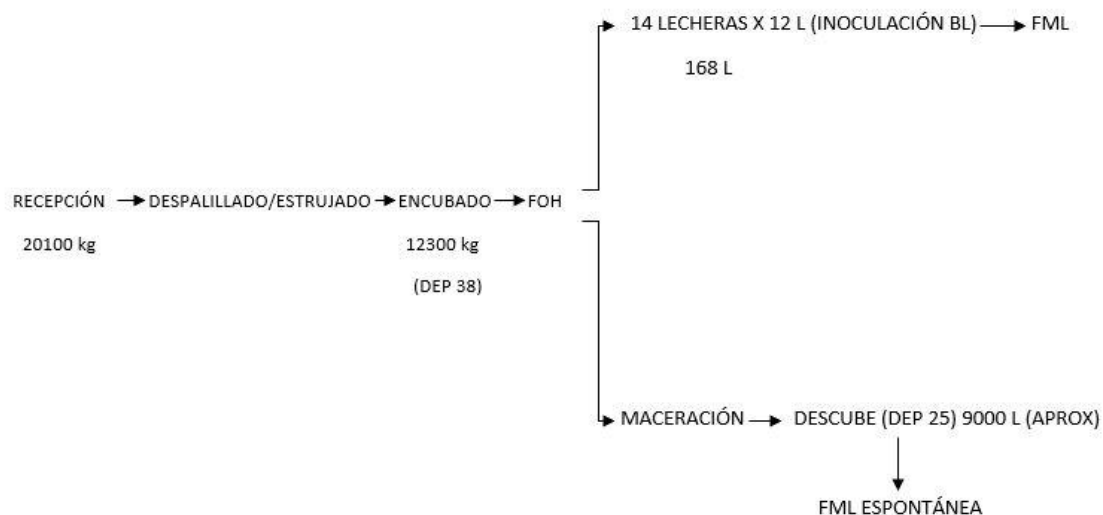 14 LECHERAS X 12 L (INOCULACIÓN BL) FML
168 L
RECEPCIÓN DESPALILLADO/ESTRUJADO ENCUBADO FOH
20100 kg 12300 kg
(DEP 38)
MACERACIÓN DESCUBE (DEP 25) 9000 L (APROX)
FML ESPONTÁNEA